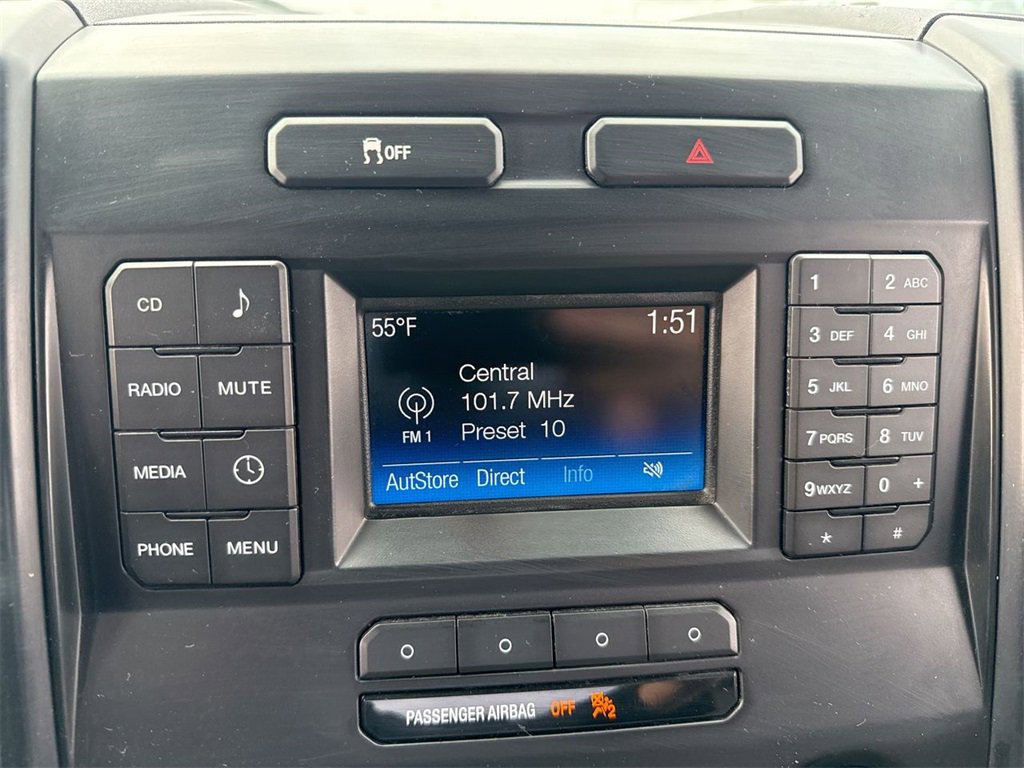 OFF
CD
RADIO MUTE
MEDIA
PHONE MENU
55°F 1:51
Central
101.7 MHz
FM 1 Preset 10
AutStore Direct Info
1 2 ABC
3 DEF 4 GHI
5 JKL 6 MNO
7 PQRS 8 TUV
9 WXYZ 0 +
* #
PASSENGER AIRBAG OFF 2